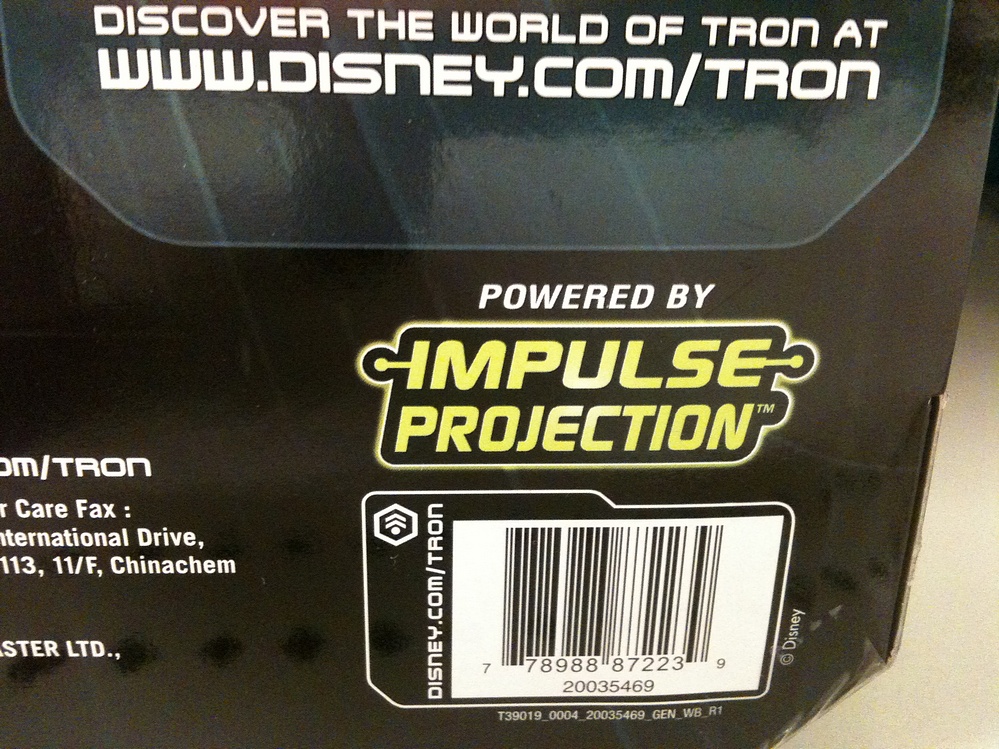 DISCOVER THE WORLD OF TRON AT
WWW.DISNEY.COM/TRON
POWERED BY
IMPULSE
PROJECTION™
om/TRON
r Care Fax :
nternational Drive,
113, 11/F, Chinachem
ASTER LTD.,
DISNEY.COM/TRON
7 78988 87223 9
20035469
© Disney
T39019_0004_20035469_GEN_WB_R1